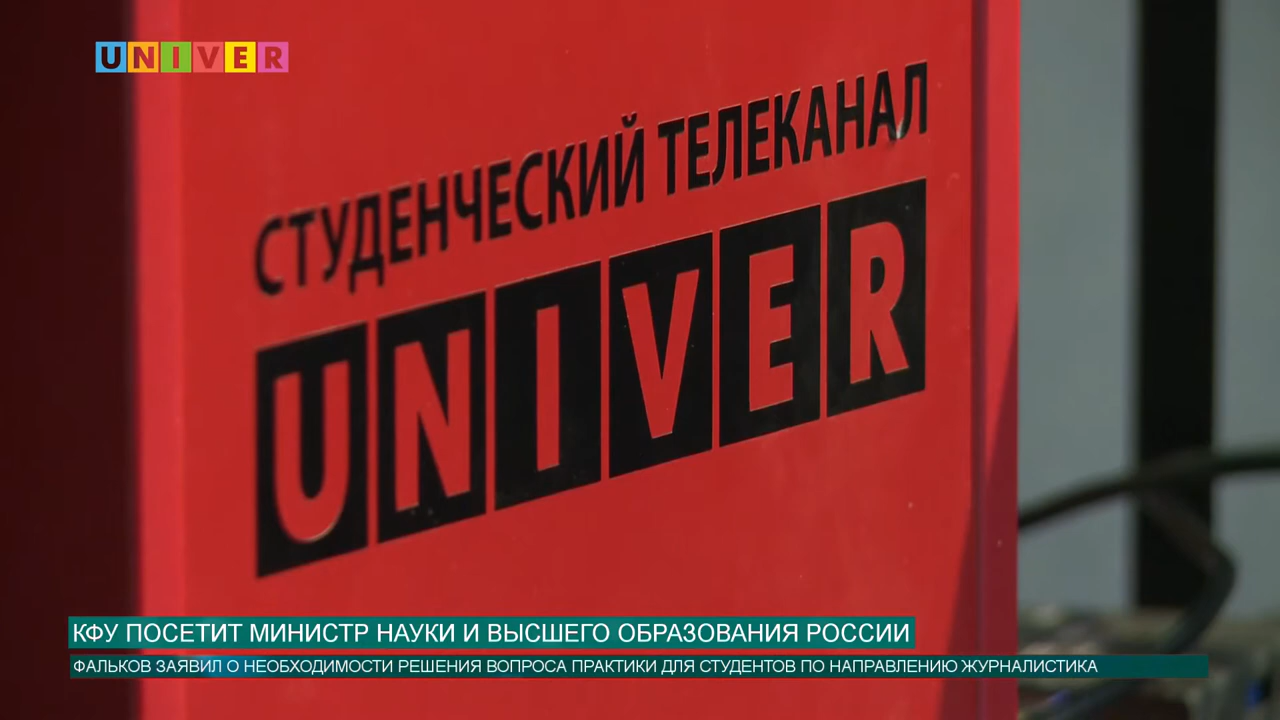 UNIVER
СТУДЕНЧЕСКИЙ ТЕЛЕКАНАЛ
UNIVER
КФУ ПОСЕТИТ МИНИСТР НАУКИ И ВЫСШЕГО ОБРАЗОВАНИЯ РОССИИ
ФАЛЬКОВ ЗАЯВИЛ О НЕОБХОДИМОСТИ РЕШЕНИЯ ВОПРОСА ПРАКТИКИ ДЛЯ СТУДЕНТОВ ПО НАПРАВЛЕНИЮ ЖУРНАЛИСТИКА